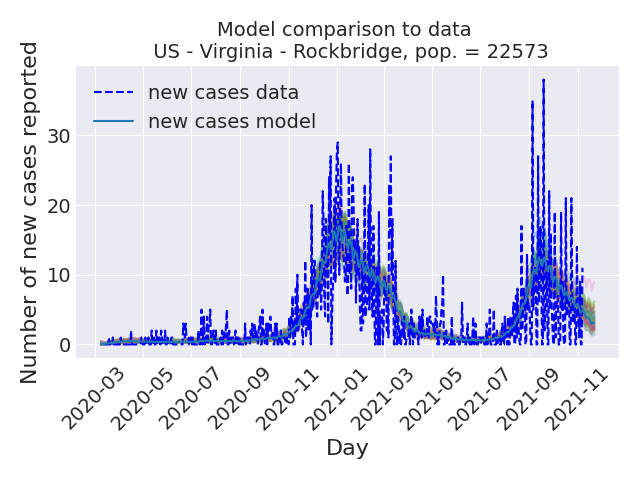 Model comparison to data
US - Virginia - Rockbridge, pop. = 22573
Number of new cases reported
new cases data
new cases model
30
20
10
0
2020-03
2020-05
2020-07
2020-09
2020-11
2021-01
2021-03
2021-05
2021-07
2021-09
2021-11
Day